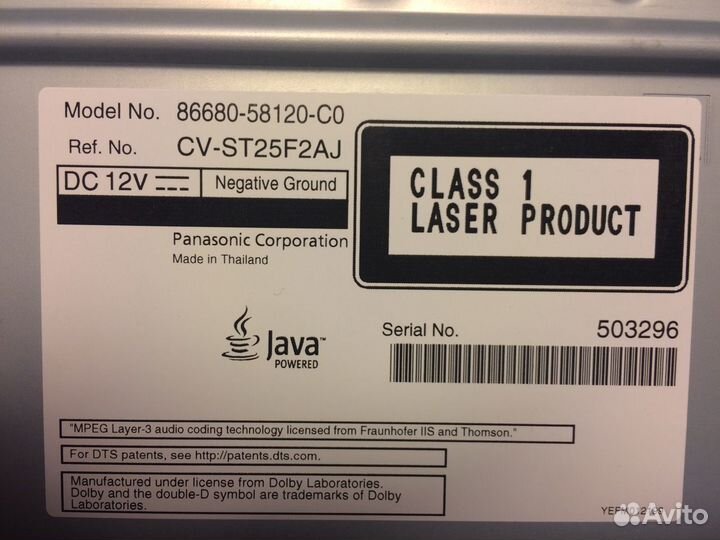 Model No. 86680-58120-C0
Ref. No. CV-ST25F2AJ
DC 12V
Negative Ground
CLASS 1
LASER PRODUCT
Panasonic Corporation
Made in Thailand
Java
POWERED
Serial No. 503296
"MPEG Layer-3 audio coding technology licensed from Fraunhofer IIS and Thomson."
For DTS patents, see http://patents.dts.com.
Manufactured under license from Dolby Laboratories.
Dolby and the double-D symbol are trademarks of Dolby
Laboratories.
Avito